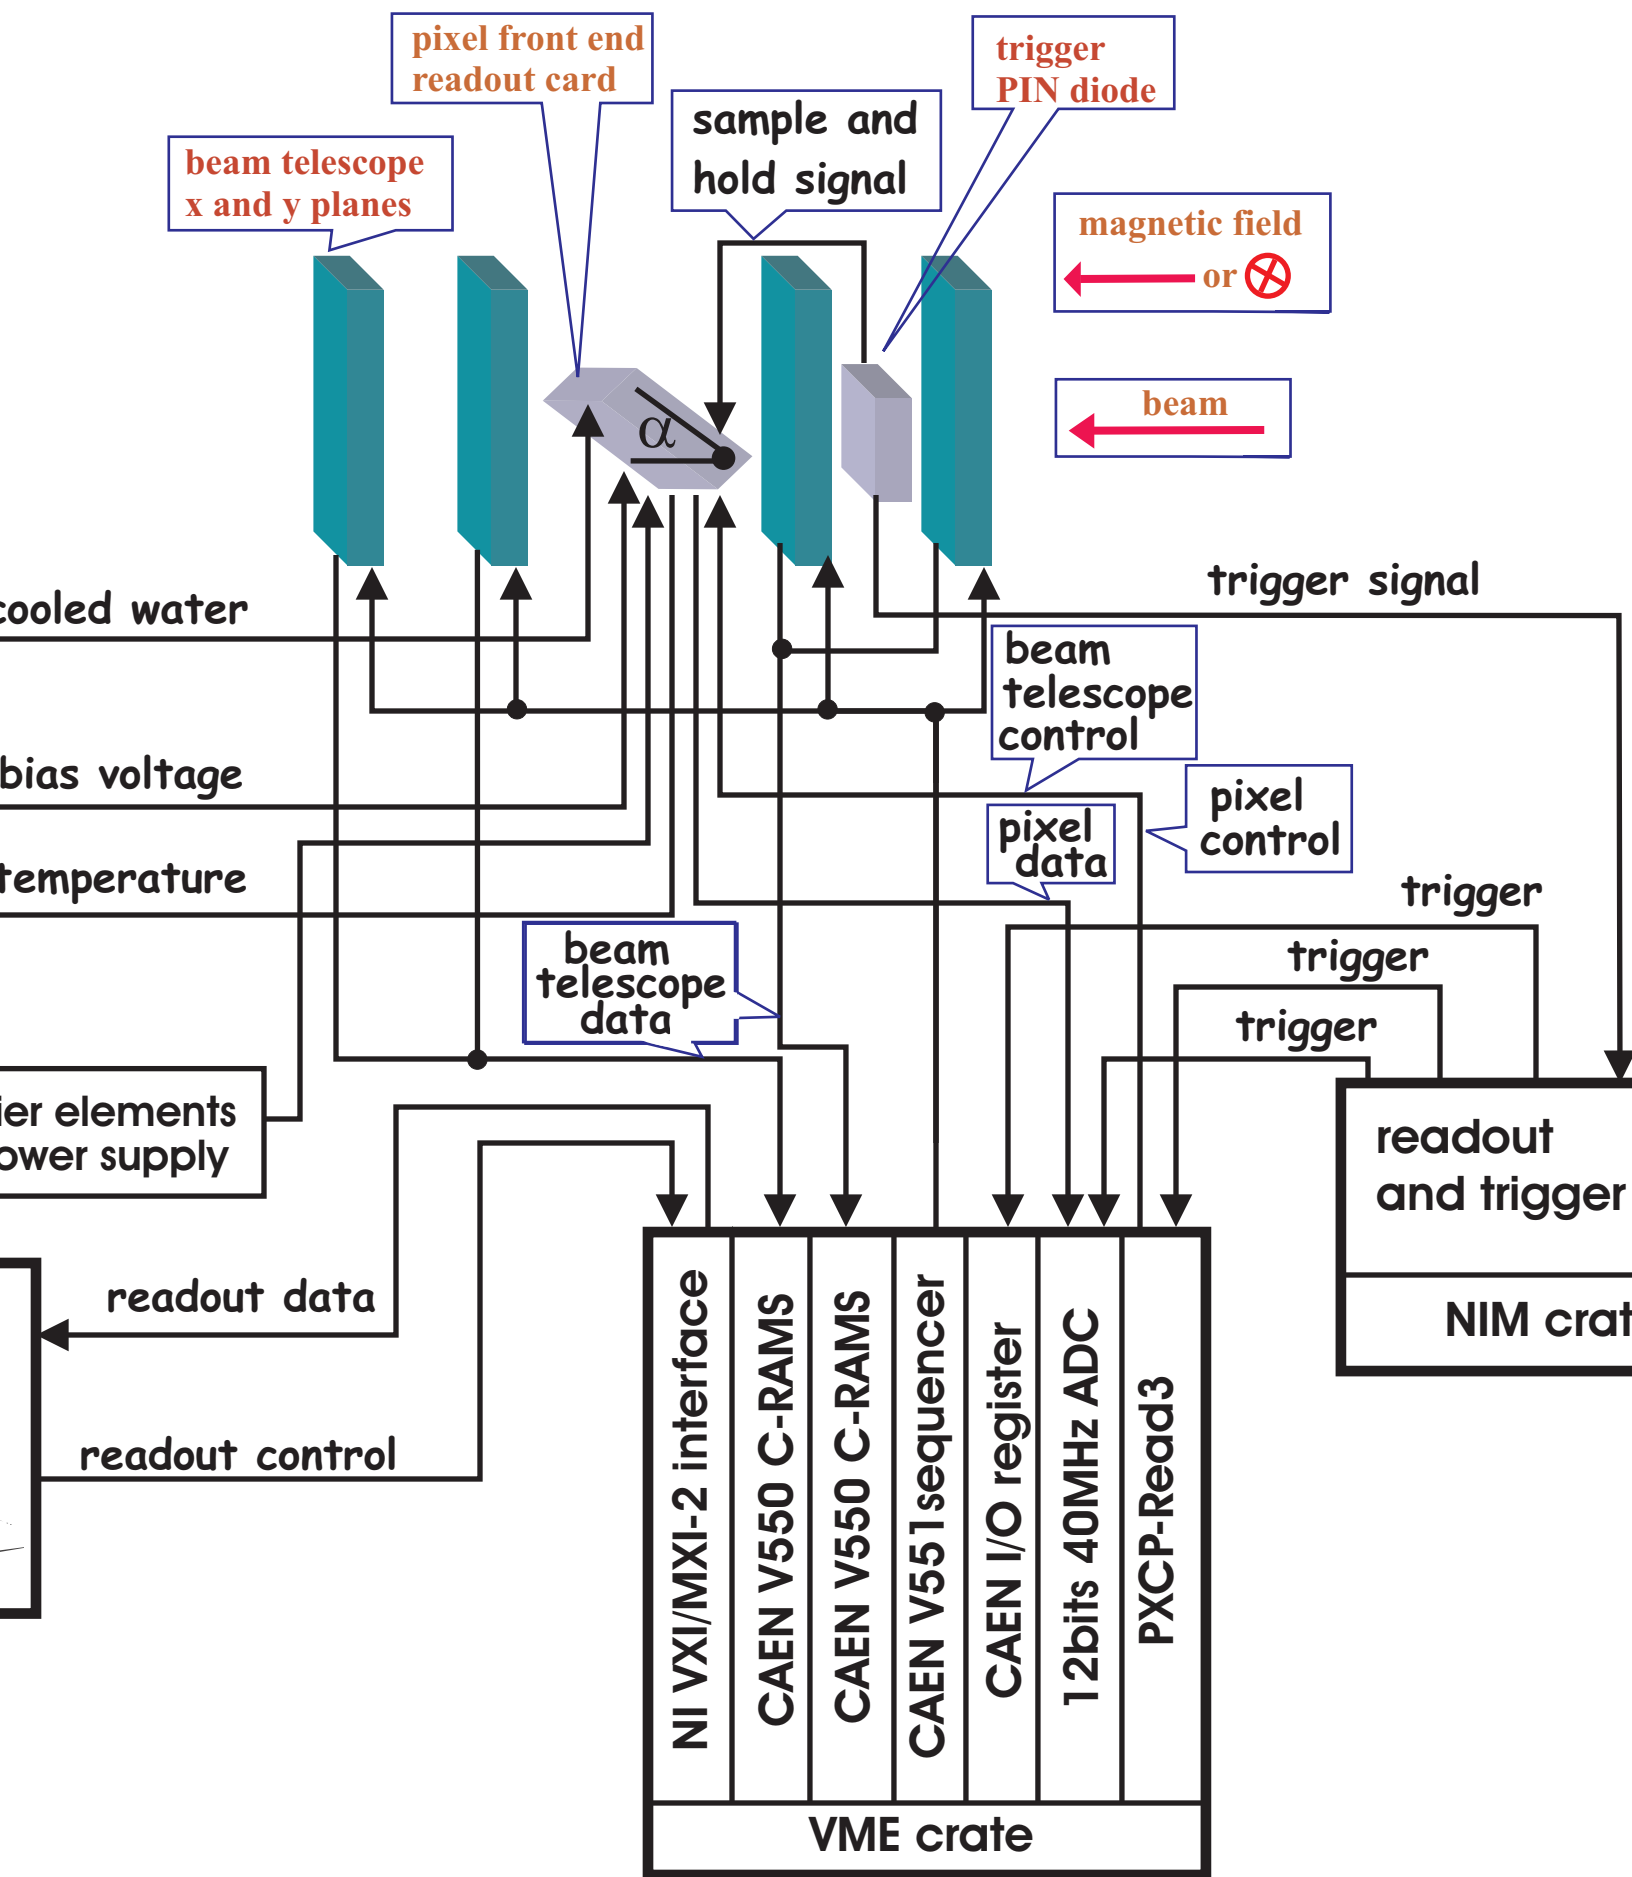 pixel front end
readout card
trigger
PIN diode
sample and
hold signal
beam telescope
x and y planes
magnetic field
or
beam
α
trigger signal
cooled water
beam
telescope
control
bias voltage
pixel
control
pixel
data
temperature
trigger
beam
telescope
data
trigger
trigger
ier elements
ower supply
readout
and trigger
readout data
NIM crat
readout control
NI VXI/MXI-2 interface
CAEN V550 C-RAMS
CAEN V550 C-RAMS
CAEN V551sequencer
CAEN I/O register
12bits 40MHz ADC
PXCP-Read3
VME crate